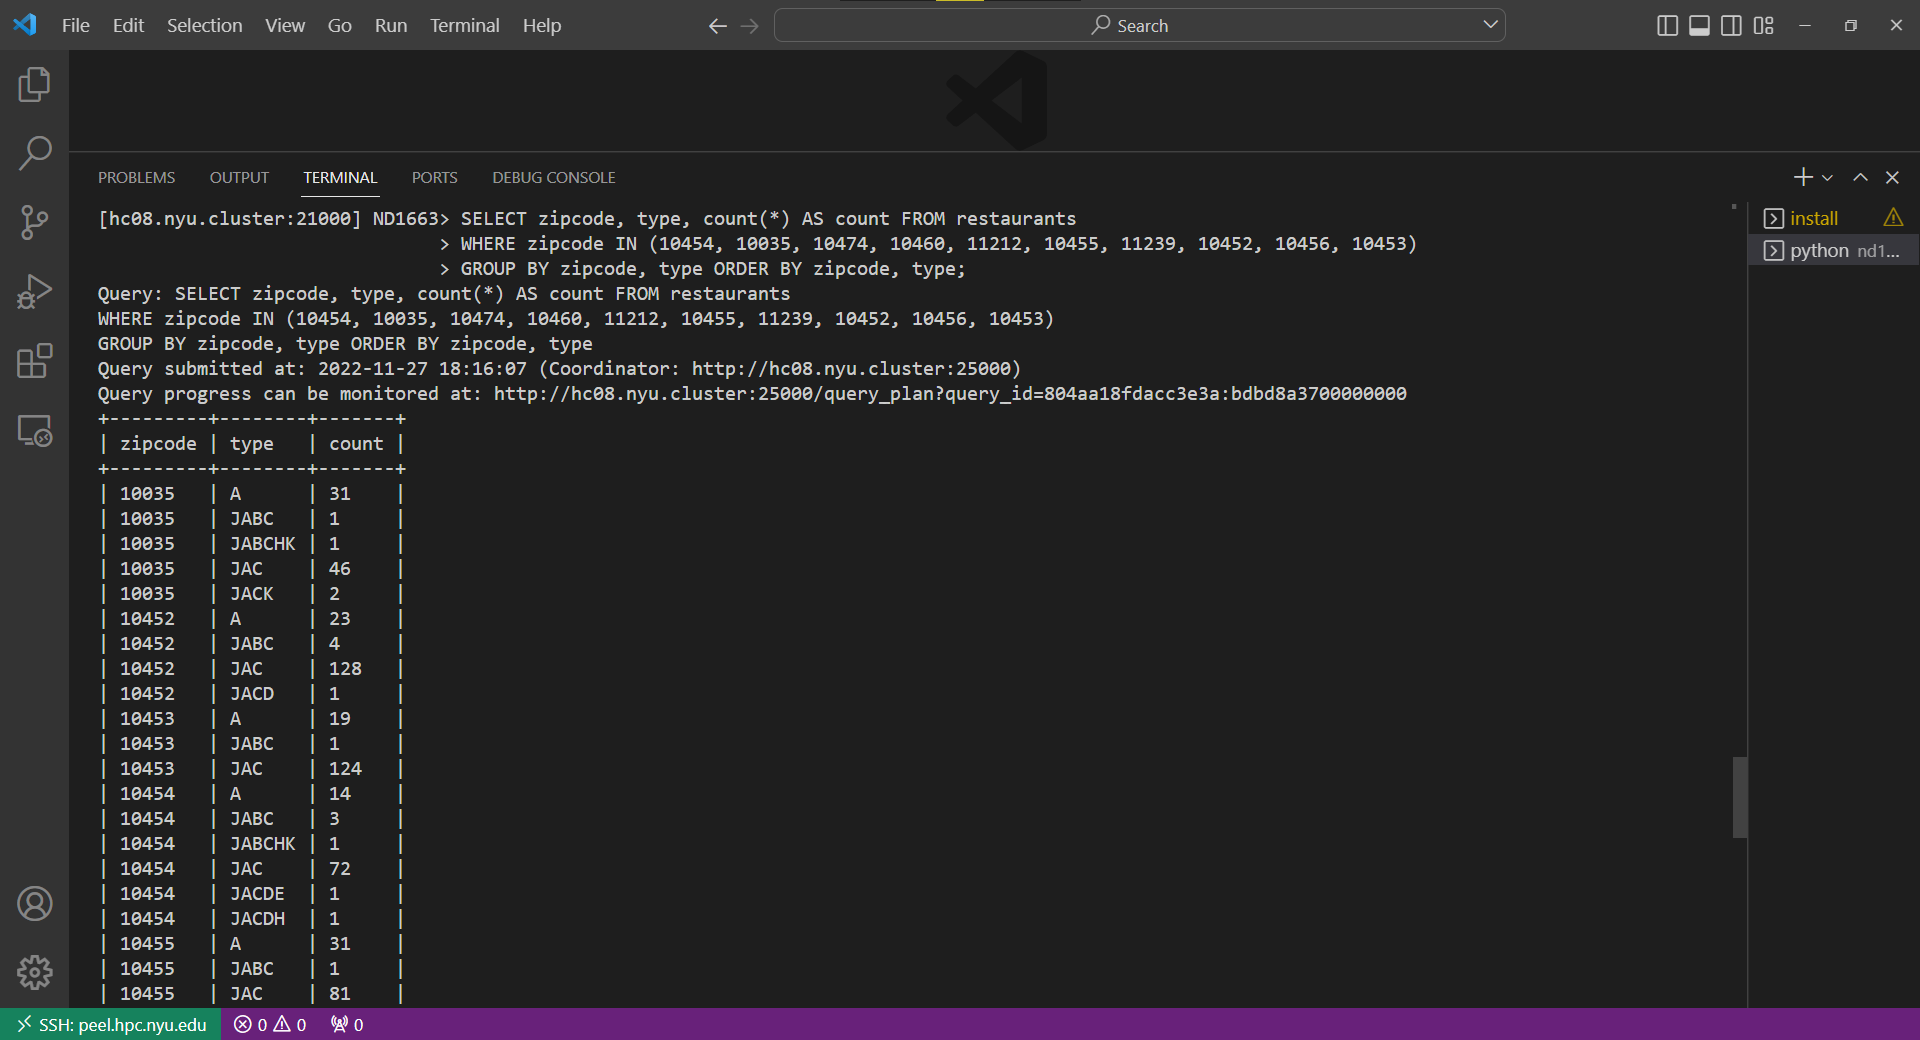 File Edit Selection View Go Run Terminal Help Search
PROBLEMS OUTPUT TERMINAL PORTS DEBUG CONSOLE
[hc08.nyu.cluster:21000] ND1663> SELECT zipcode, type, count(*) AS count FROM restaurants
> WHERE zipcode IN (10454, 10035, 10474, 10460, 11212, 10455, 11239, 10452, 10456, 10453)
> GROUP BY zipcode, type ORDER BY zipcode, type;
Query: SELECT zipcode, type, count(*) AS count FROM restaurants
WHERE zipcode IN (10454, 10035, 10474, 10460, 11212, 10455, 11239, 10452, 10456, 10453)
GROUP BY zipcode, type ORDER BY zipcode, type
Query submitted at: 2022-11-27 18:16:07 (Coordinator: http://hc08.nyu.cluster:25000)
Query progress can be monitored at: http://hc08.nyu.cluster:25000/query_plan?query_id=804aa18fdacc3e3a:bdbd8a3700000000
+---------+--------+-------+
| zipcode | type   | count |
+---------+--------+-------+
| 10035   | A      | 31    |
| 10035   | JABC   | 1     |
| 10035   | JABCHK | 1     |
| 10035   | JAC    | 46    |
| 10035   | JACK   | 2     |
| 10452   | A      | 23    |
| 10452   | JABC   | 4     |
| 10452   | JAC    | 128   |
| 10452   | JACD   | 1     |
| 10453   | A      | 19    |
| 10453   | JABC   | 1     |
| 10453   | JAC    | 124   |
| 10454   | A      | 14    |
| 10454   | JABC   | 3     |
| 10454   | JABCHK | 1     |
| 10454   | JAC    | 72    |
| 10454   | JACDE  | 1     |
| 10454   | JACDH  | 1     |
| 10455   | A      | 31    |
| 10455   | JABC   | 1     |
| 10455   | JAC    | 81    |
install
python nd1...
SSH: peel.hpc.nyu.edu 0 0 0